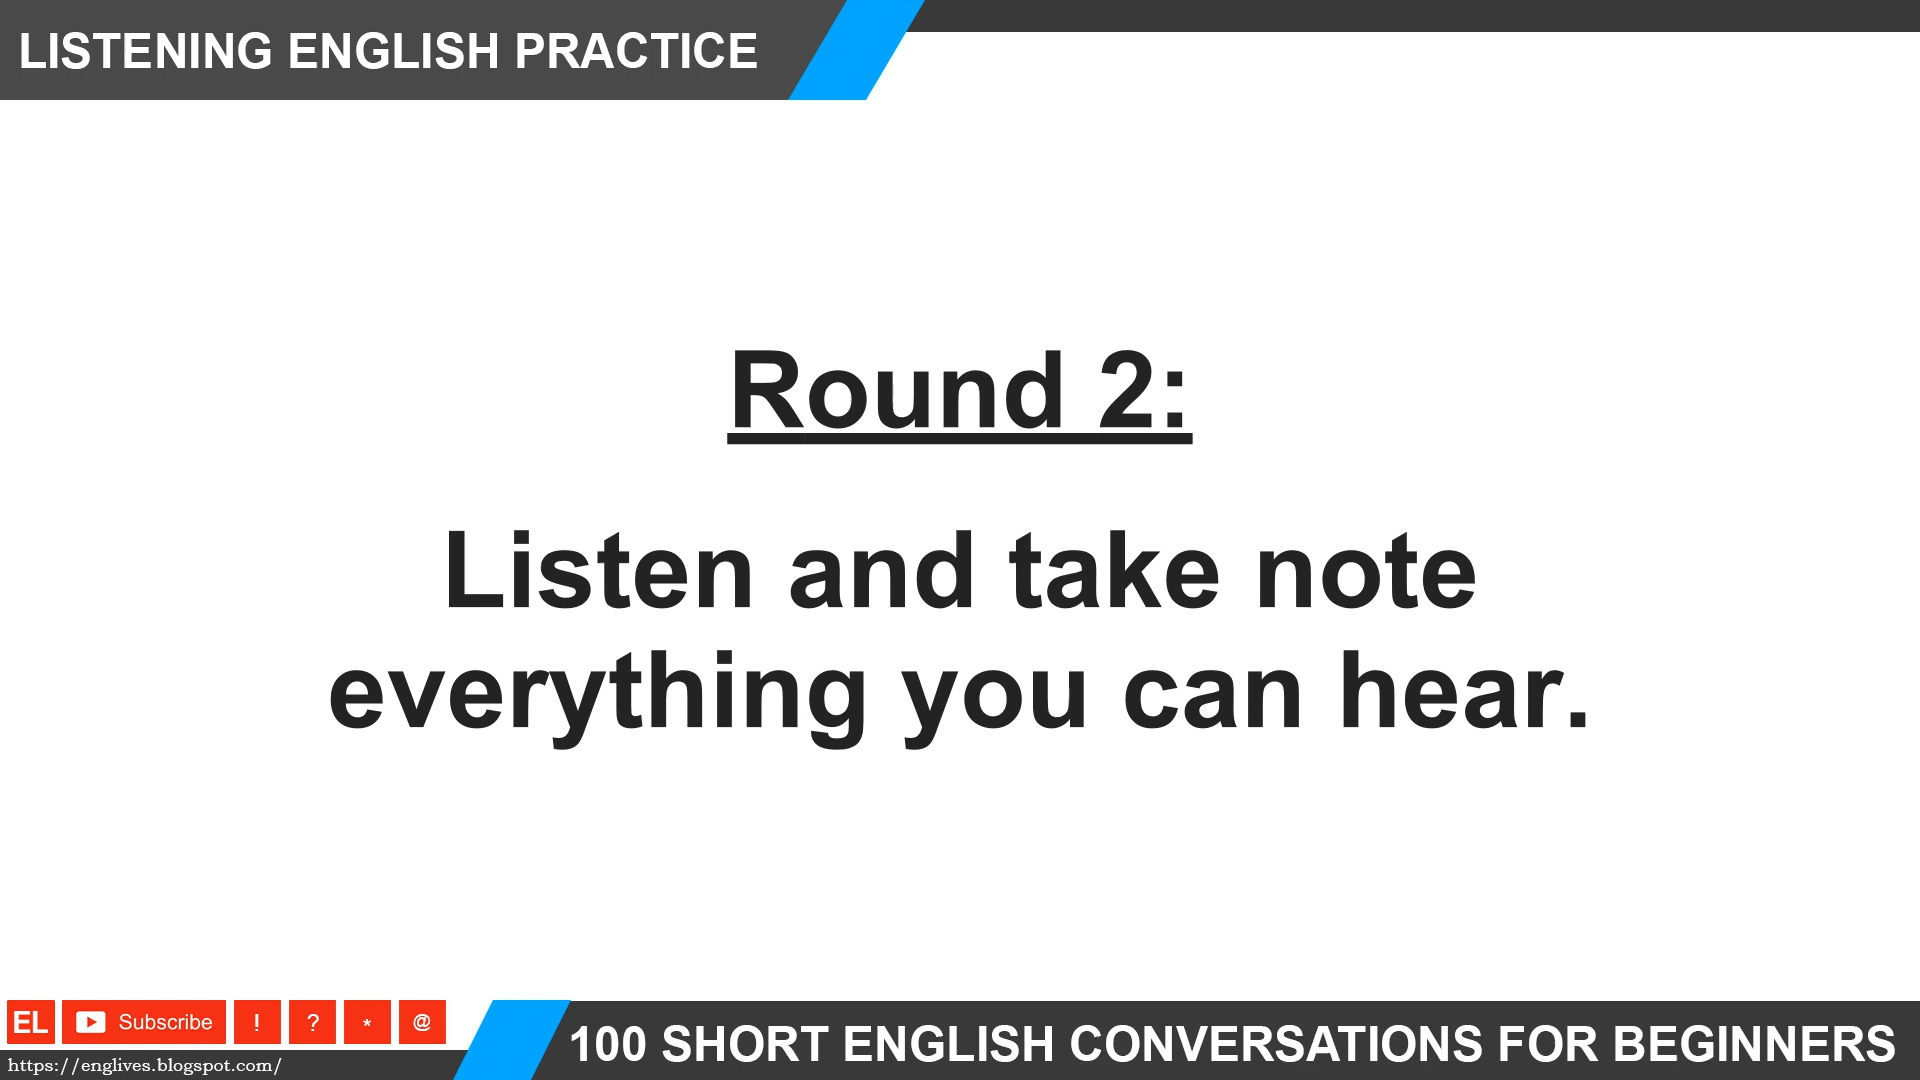 LISTENING ENGLISH PRACTICE
Round 2:
Listen and take note
everything you can hear.
EL Subscribe ! ? * @
https://englives.blogspot.com/
100 SHORT ENGLISH CONVERSATIONS FOR BEGINNERS